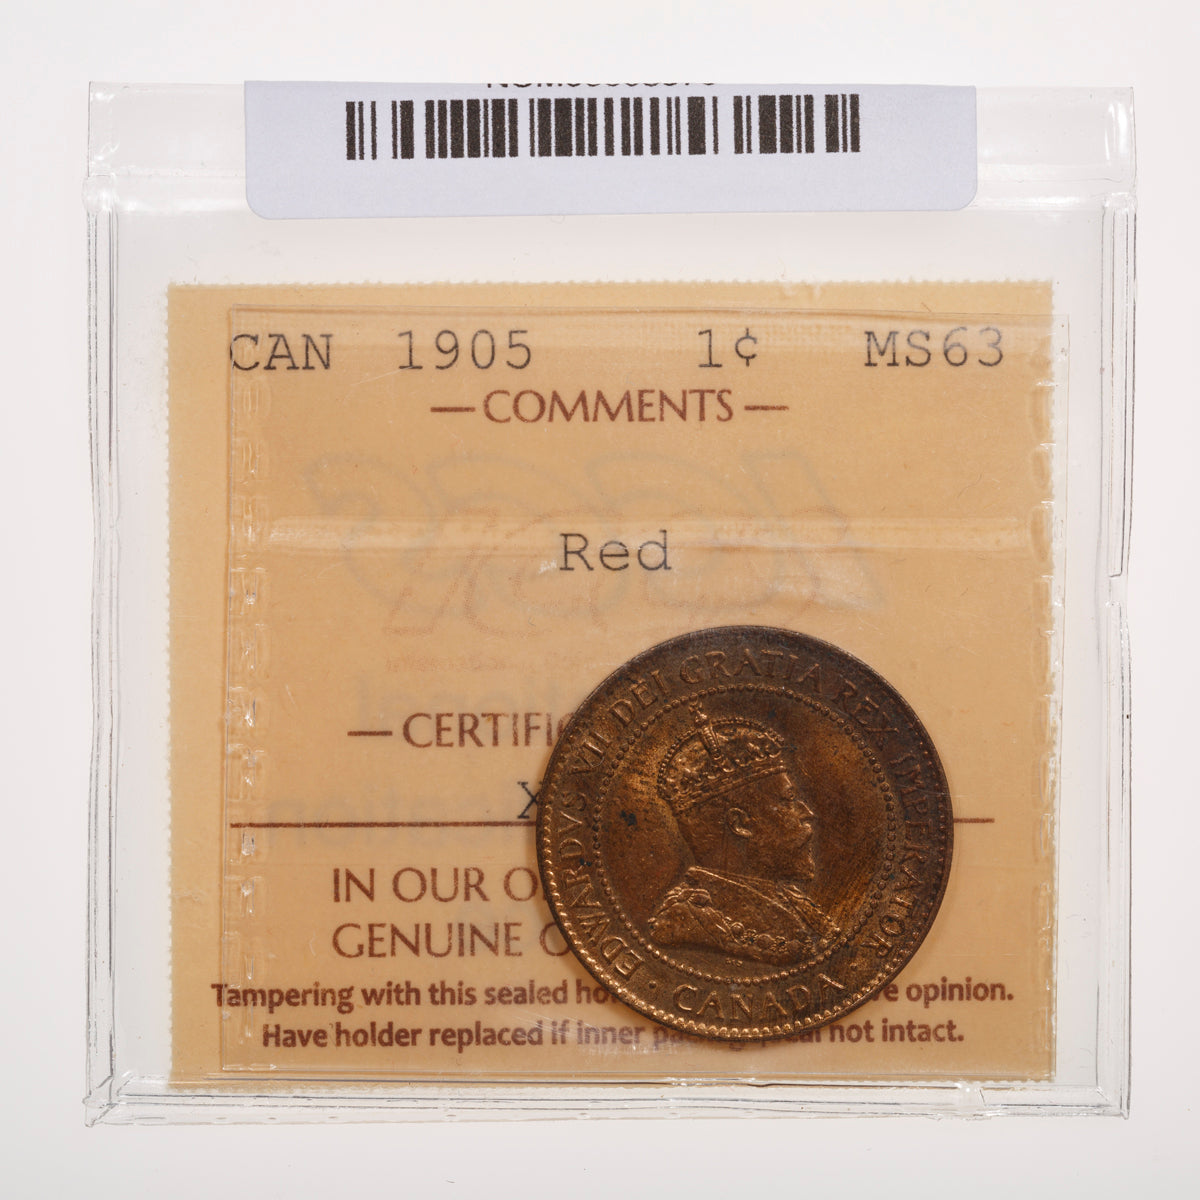 CAN 1905 1¢ MS63
— COMMENTS —
Red
— CERTIFIC
X
IN OUR O
GENUINE
Tampering with this sealed ho ve opinion.
Have holder replaced if inner not intact.
EDWARDVS VII DEI GRATIA REX IMPERATOR
· CANADA ·